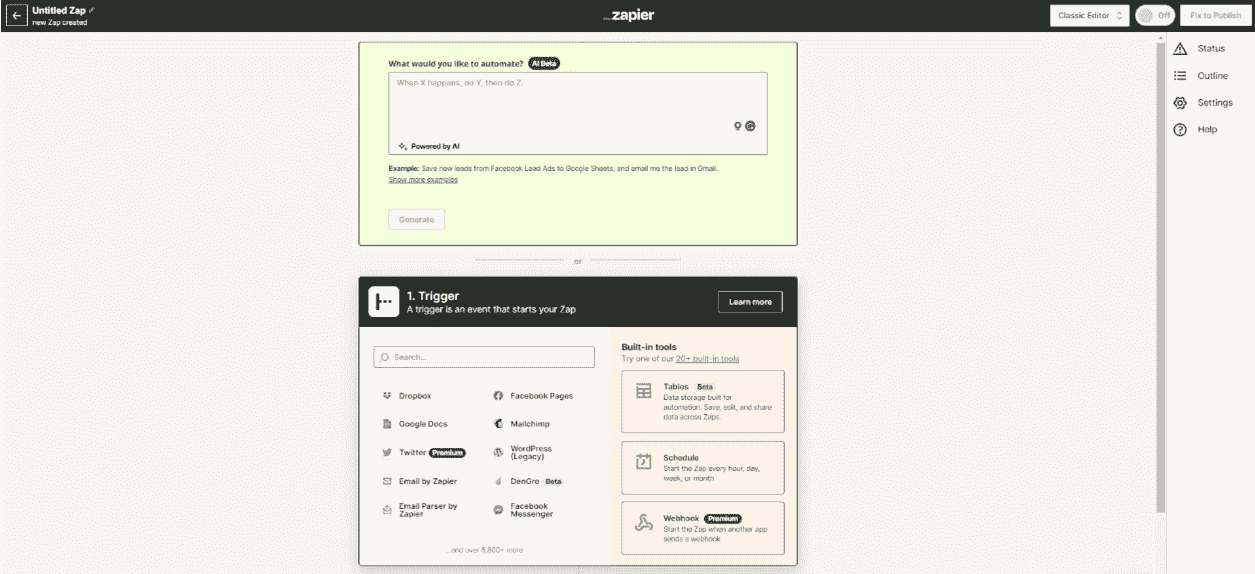 Untitled Zap
new Zap created
zapier
Classic Editor
Off
Fix to Publish
What would you like to automate? AI Beta
When X happens, do Y, then do Z.
Powered by AI
Example: Save new leads from Facebook Lead Ads to Google Sheets, and email me the lead in Gmail.
Show more examples
Generate
or
Status
Outline
Settings
Help
1. Trigger
A trigger is an event that starts your Zap
Learn more
Search...
Dropbox
Facebook Pages
Google Docs
Mailchimp
Twitter Premium
WordPress
(Legacy)
Email by Zapier
DenGro Beta
Email Parser by
Zapier
Facebook
Messenger
...and over 5,800+ more
Built-in tools
Try one of our 20+ built-in tools
Tables Beta
Data storage built for
automation. Save, edit, and share
data across Zaps.
Schedule
Start the Zap every hour, day,
week, or month
Webhook Premium
Start the Zap when another app
sends a webhook